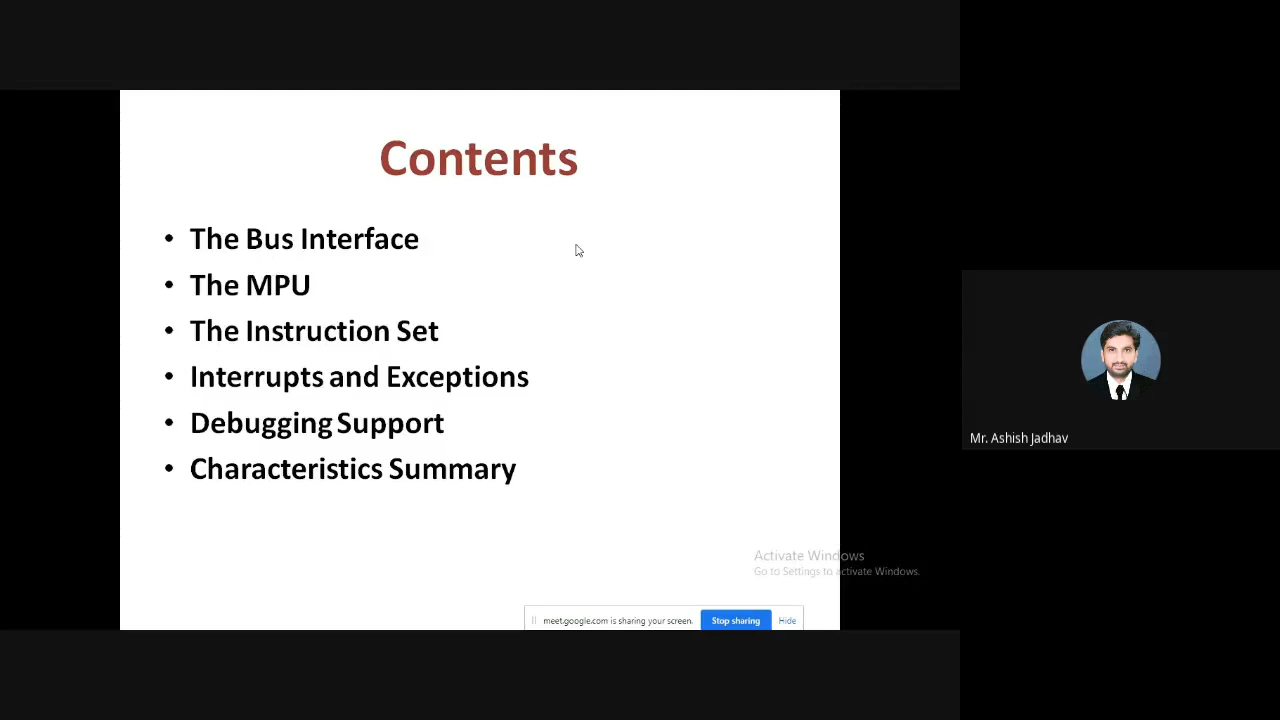 Contents
• The Bus Interface
• The MPU
• The Instruction Set
• Interrupts and Exceptions
• Debugging Support
• Characteristics Summary
Mr. Ashish Jadhav
Activate Windows
Go to Settings to activate Windows.
meet.google.com is sharing your screen. Stop sharing Hide